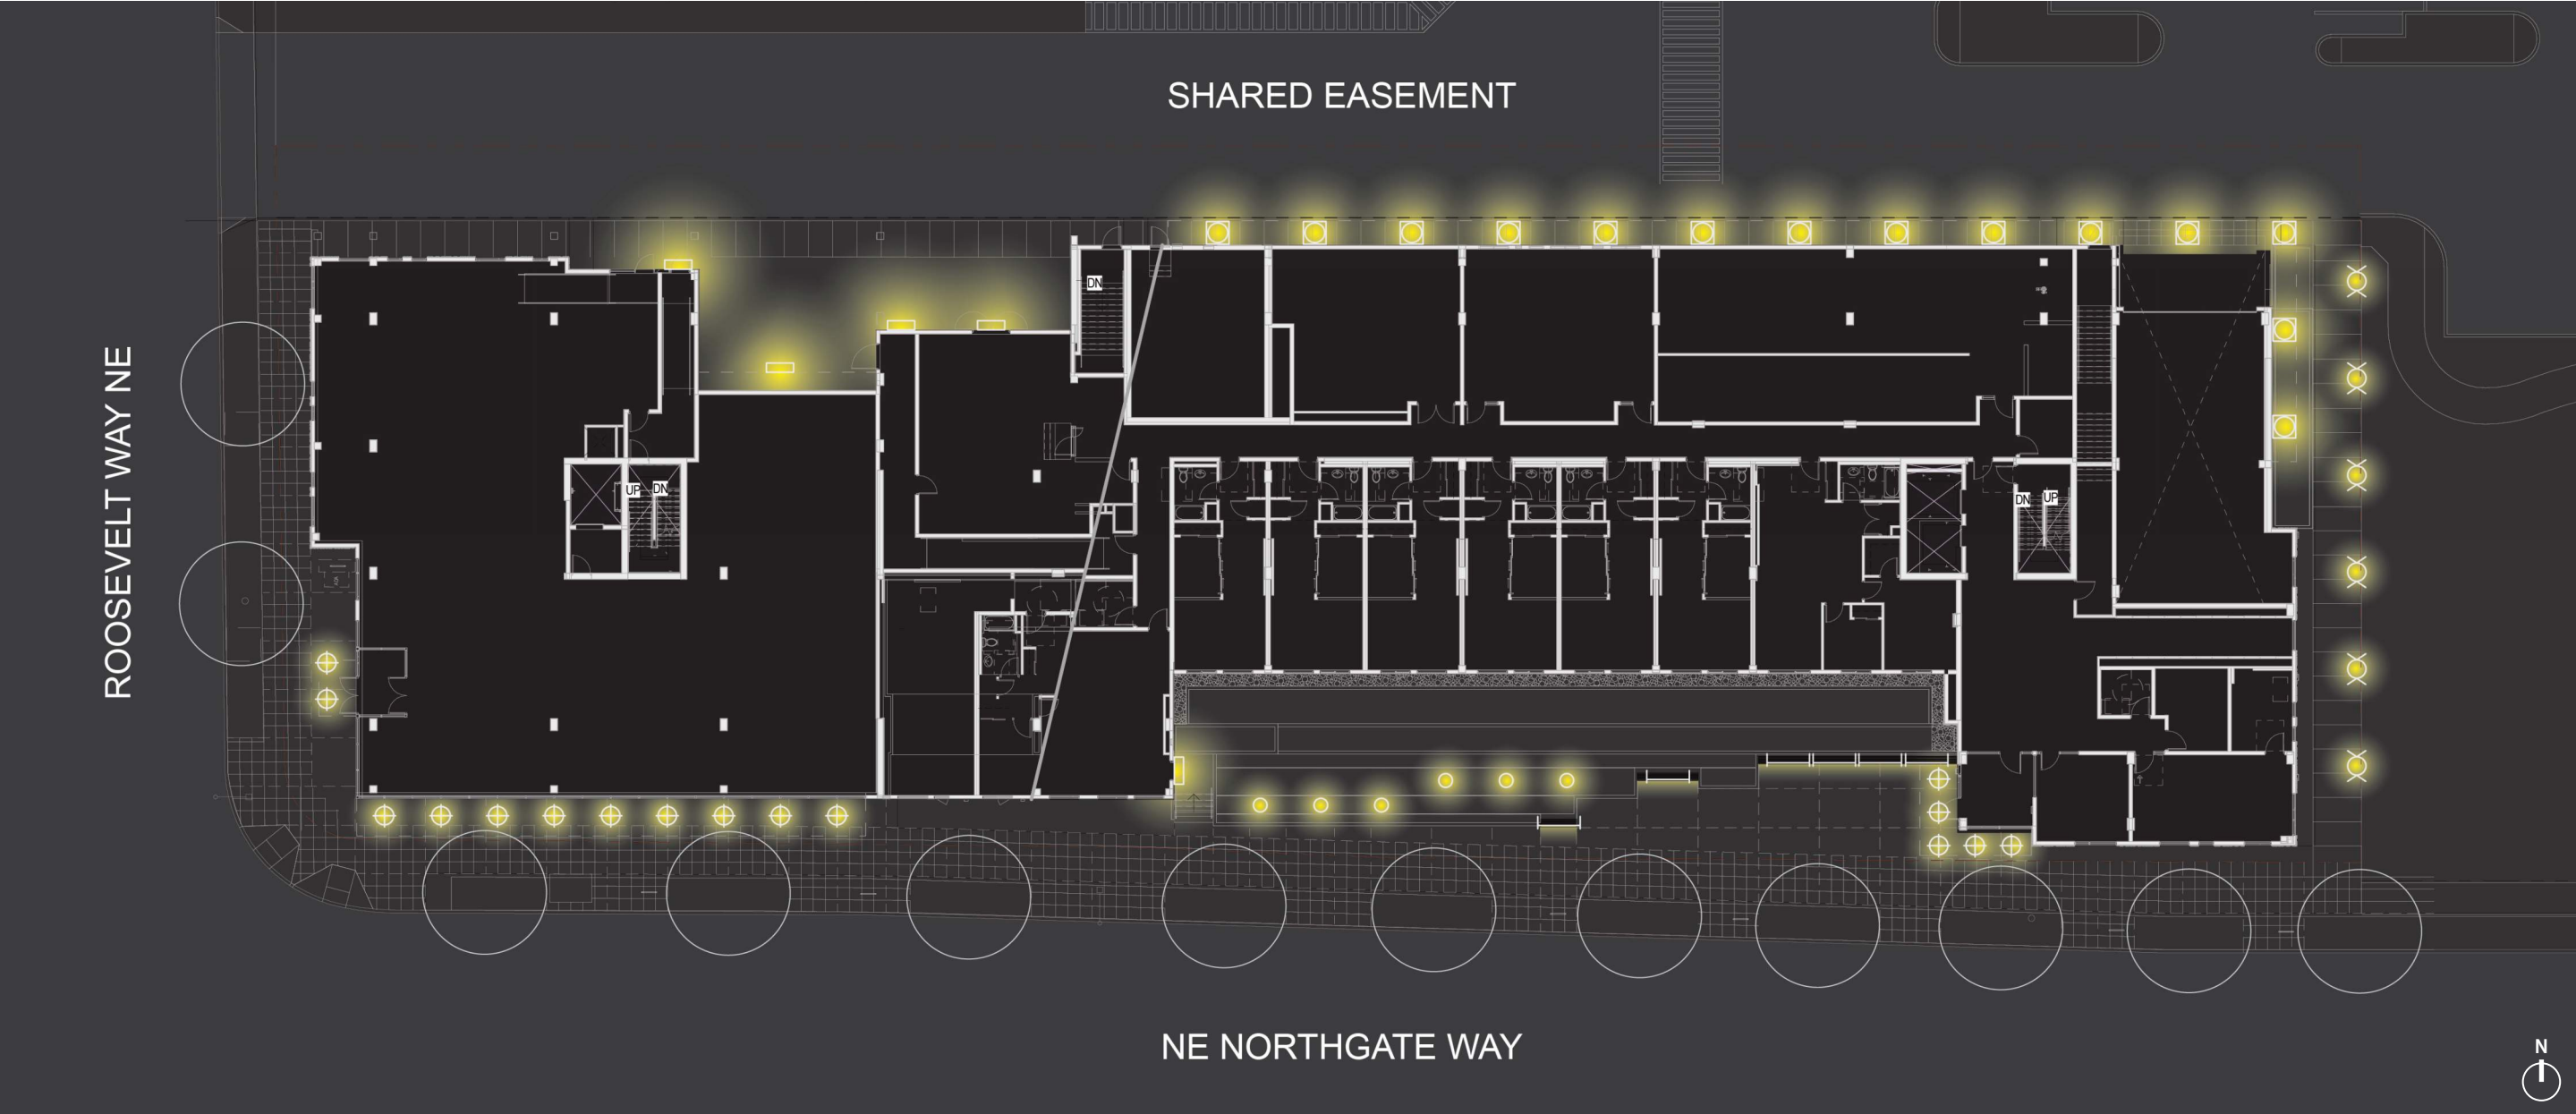 SHARED EASEMENT
ROOSEVELT WAY NE
DN
UP DN
DN UP
NE NORTHGATE WAY
N